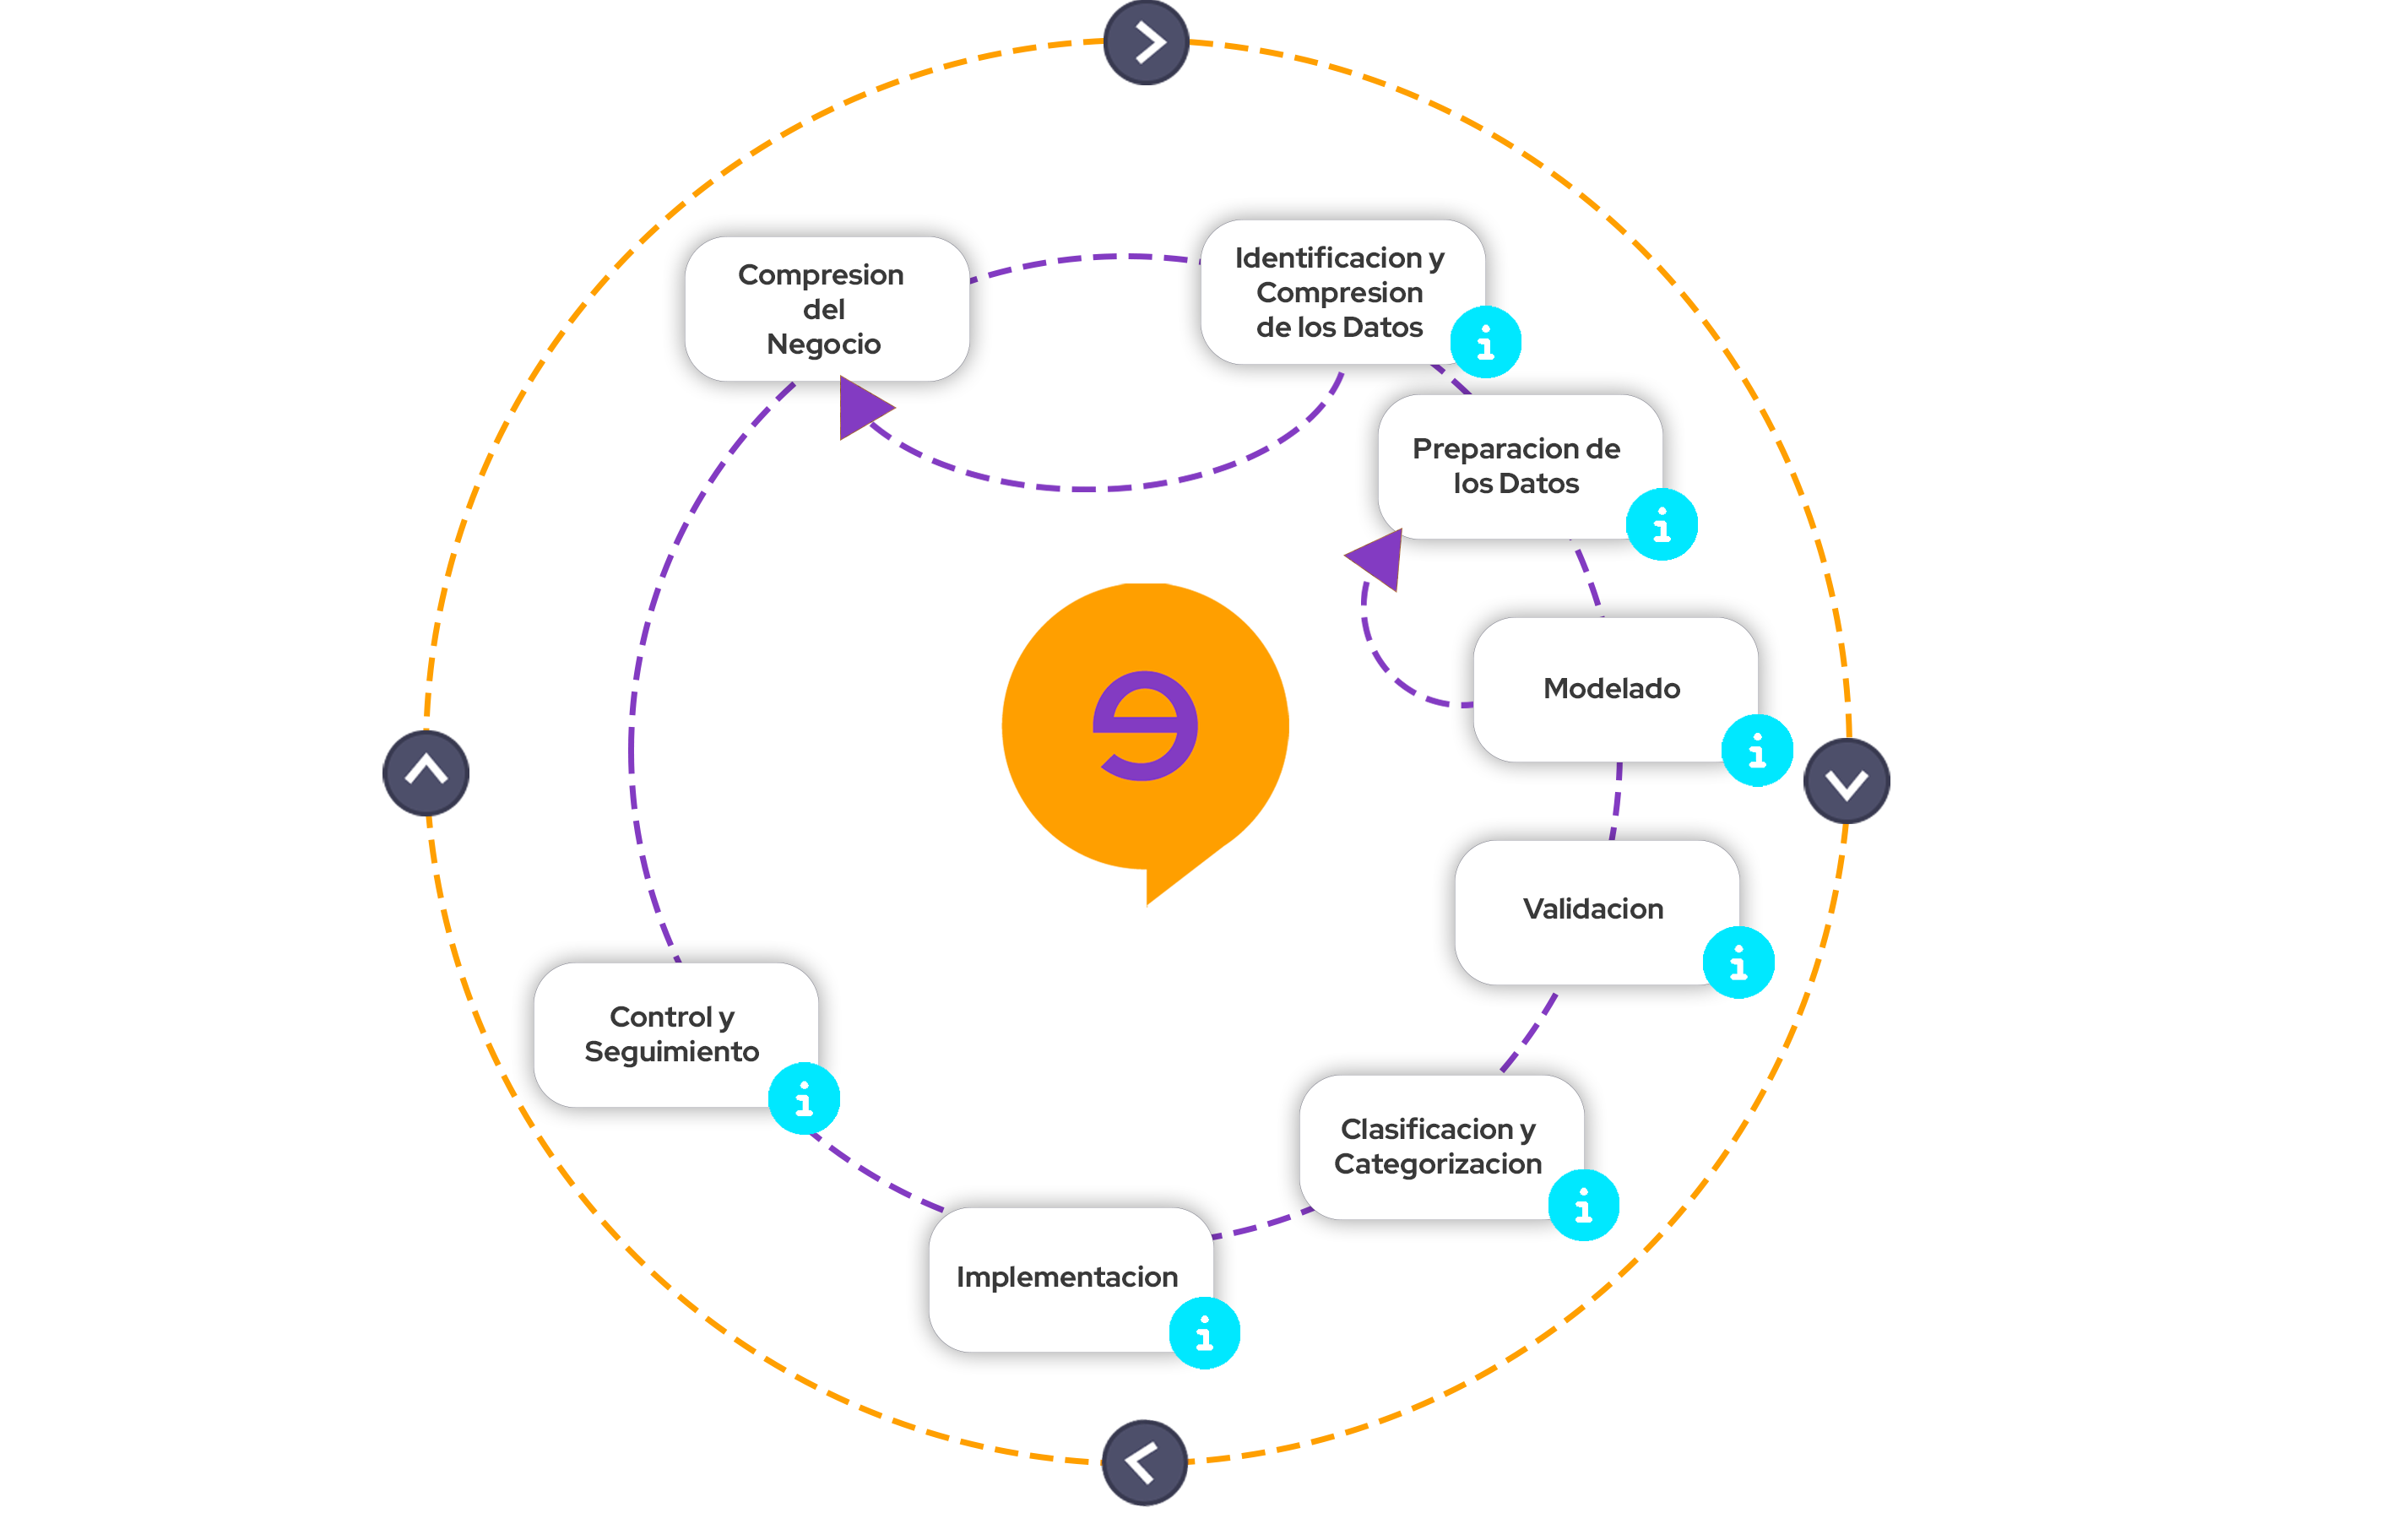 Compresion
del
Negocio
Identificacion y
Compresion
de los Datos
i
Preparacion de
los Datos
i
Modelado
i
Validacion
i
Clasificacion y
Categorizacion
i
Implementacion
i
Control y
Seguimiento
i
e